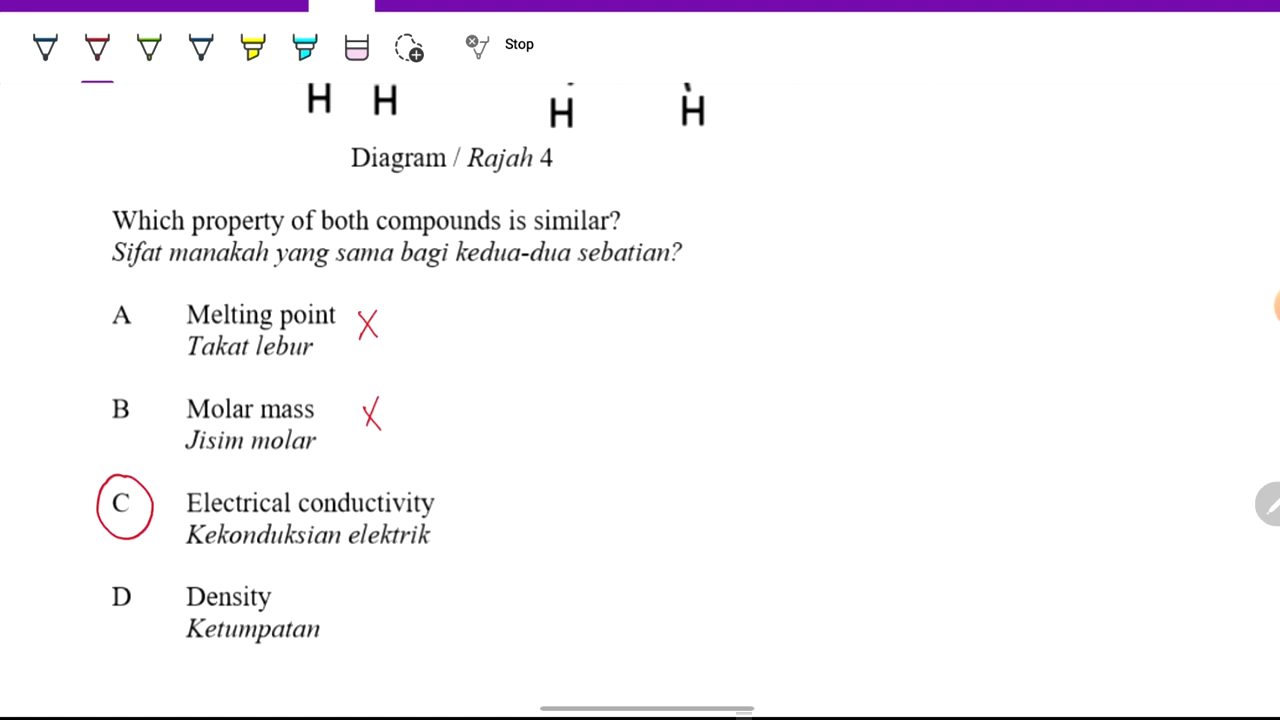 Stop
H H H H
Diagram / Rajah 4
Which property of both compounds is similar?
Sifat manakah yang sama bagi kedua-dua sebatian?
A Melting point X
Takat lebur
B Molar mass X
Jisim molar
C Electrical conductivity
Kekonduksian elektrik
D Density
Ketumpatan